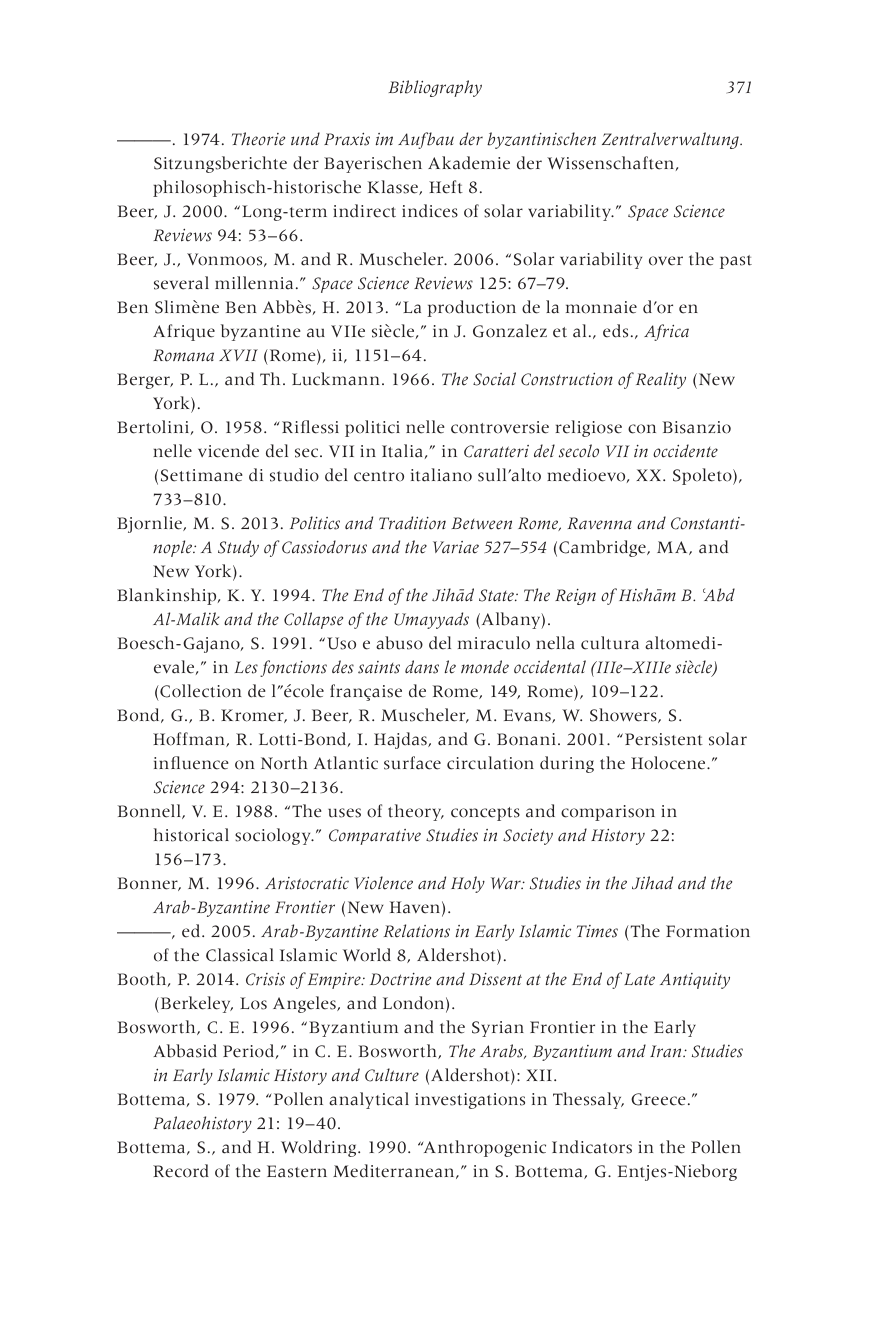 Bibliography 371
———. 1974. Theorie und Praxis im Aufbau der byzantinischen Zentralverwaltung.
Sitzungsberichte der Bayerischen Akademie der Wissenschaften,
philosophisch-historische Klasse, Heft 8.
Beer, J. 2000. “Long-term indirect indices of solar variability.” Space Science
Reviews 94: 53–66.
Beer, J., Vonmoos, M. and R. Muscheler. 2006. “Solar variability over the past
several millennia.” Space Science Reviews 125: 67–79.
Ben Slimène Ben Abbès, H. 2013. “La production de la monnaie d’or en
Afrique byzantine au VIIe siècle,” in J. Gonzalez et al., eds., Africa
Romana XVII (Rome), ii, 1151–64.
Berger, P. L., and Th. Luckmann. 1966. The Social Construction of Reality (New
York).
Bertolini, O. 1958. “Riflessi politici nelle controversie religiose con Bisanzio
nelle vicende del sec. VII in Italia,” in Caratteri del secolo VII in occidente
(Settimane di studio del centro italiano sull’alto medioevo, XX. Spoleto),
733–810.
Bjornlie, M. S. 2013. Politics and Tradition Between Rome, Ravenna and Constanti-
nople: A Study of Cassiodorus and the Variae 527–554 (Cambridge, MA, and
New York).
Blankinship, K. Y. 1994. The End of the Jihād State: The Reign of Hishām B. ʿAbd
Al-Malik and the Collapse of the Umayyads (Albany).
Boesch-Gajano, S. 1991. “Uso e abuso del miraculo nella cultura altomedi-
evale,” in Les fonctions des saints dans le monde occidental (IIIe–XIIIe siècle)
(Collection de l’’école française de Rome, 149, Rome), 109–122.
Bond, G., B. Kromer, J. Beer, R. Muscheler, M. Evans, W. Showers, S.
Hoffman, R. Lotti-Bond, I. Hajdas, and G. Bonani. 2001. “Persistent solar
influence on North Atlantic surface circulation during the Holocene.”
Science 294: 2130–2136.
Bonnell, V. E. 1988. “The uses of theory, concepts and comparison in
historical sociology.” Comparative Studies in Society and History 22:
156–173.
Bonner, M. 1996. Aristocratic Violence and Holy War: Studies in the Jihad and the
Arab-Byzantine Frontier (New Haven).
———, ed. 2005. Arab-Byzantine Relations in Early Islamic Times (The Formation
of the Classical Islamic World 8, Aldershot).
Booth, P. 2014. Crisis of Empire: Doctrine and Dissent at the End of Late Antiquity
(Berkeley, Los Angeles, and London).
Bosworth, C. E. 1996. “Byzantium and the Syrian Frontier in the Early
Abbasid Period,” in C. E. Bosworth, The Arabs, Byzantium and Iran: Studies
in Early Islamic History and Culture (Aldershot): XII.
Bottema, S. 1979. “Pollen analytical investigations in Thessaly, Greece.”
Palaeohistory 21: 19–40.
Bottema, S., and H. Woldring. 1990. “Anthropogenic Indicators in the Pollen
Record of the Eastern Mediterranean,” in S. Bottema, G. Entjes-Nieborg